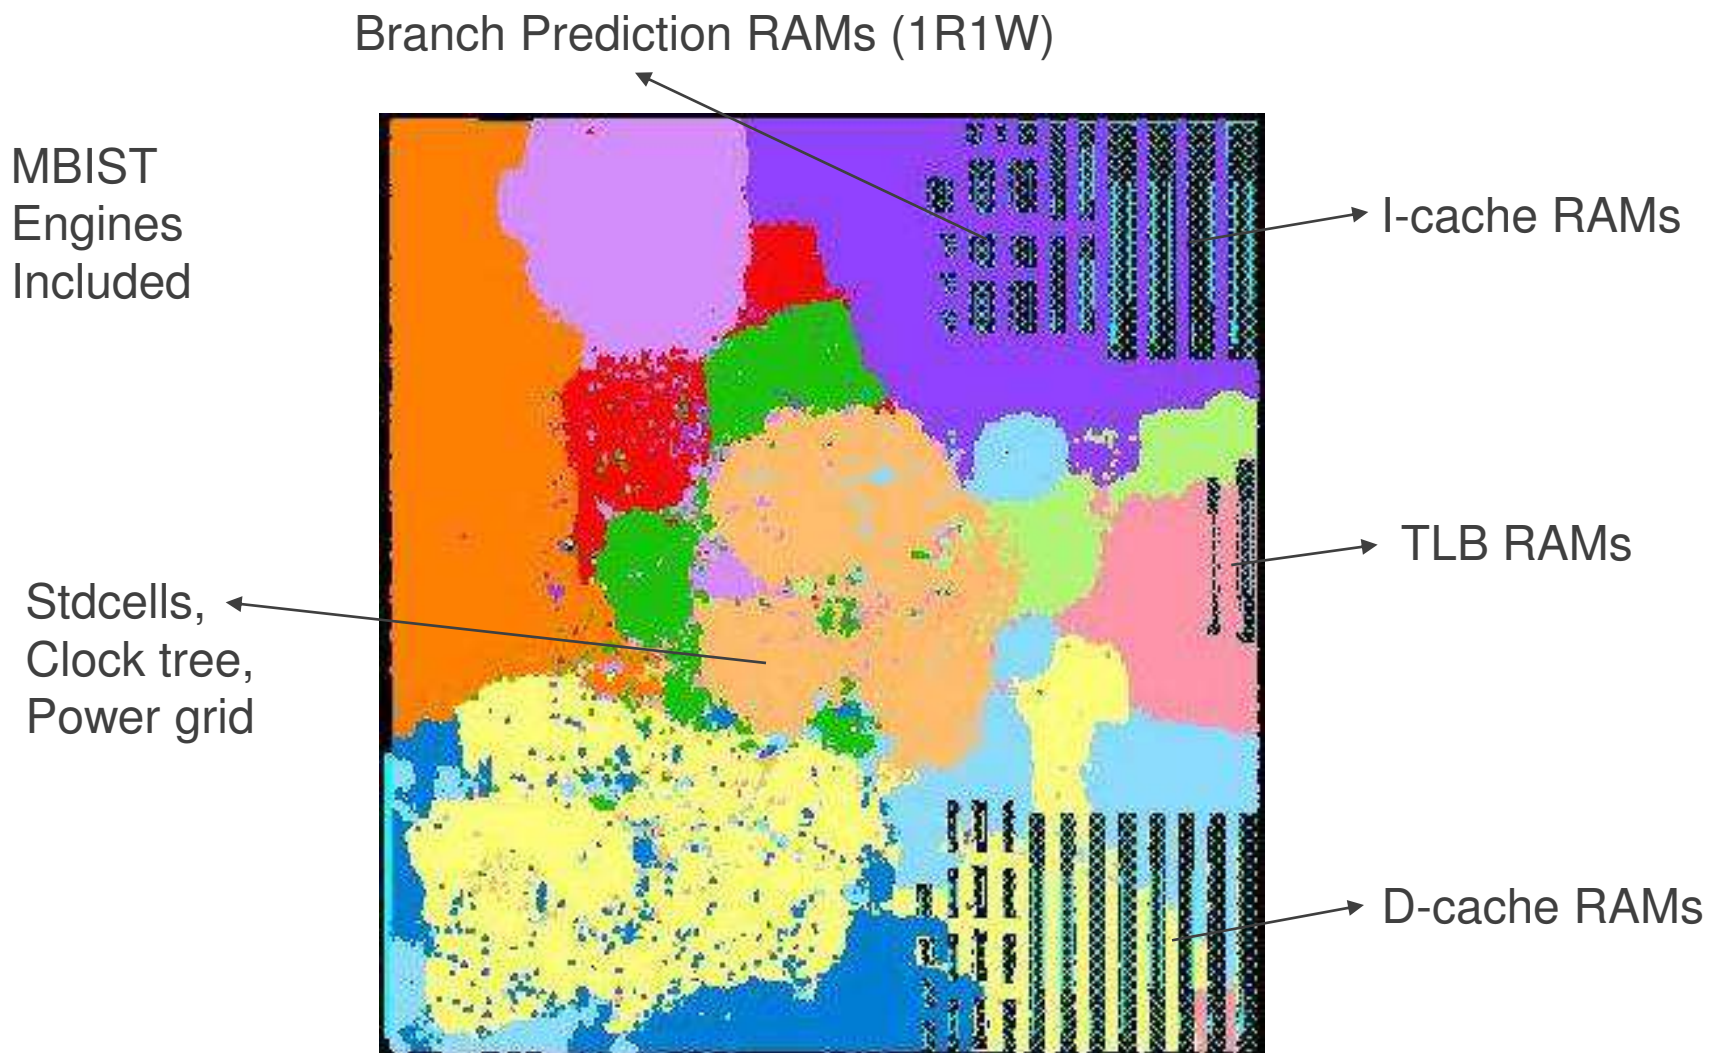 Branch Prediction RAMs (1R1W)
MBIST
Engines
Included
I-cache RAMs
TLB RAMs
Stdcells,
Clock tree,
Power grid
D-cache RAMs